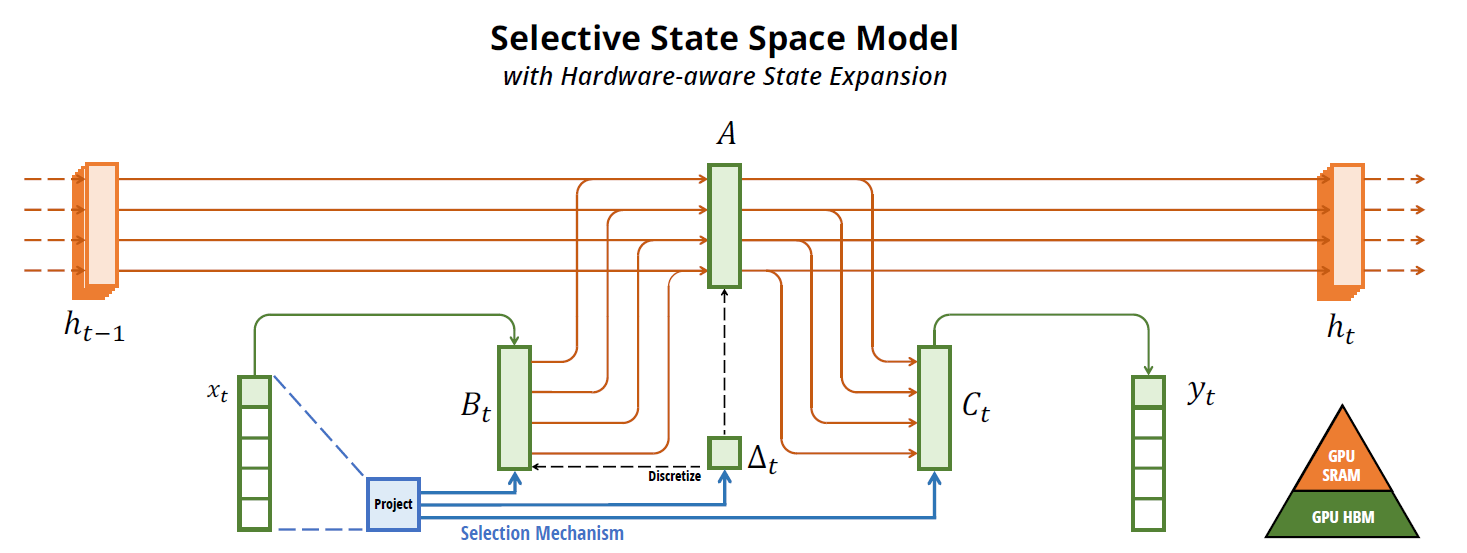 Selective State Space Model
with Hardware-aware State Expansion
A
h_{t-1}
h_t
x_t
B_t
C_t
y_t
Δ_t
Discretize
Project
Selection Mechanism
GPU
SRAM
GPU HBM